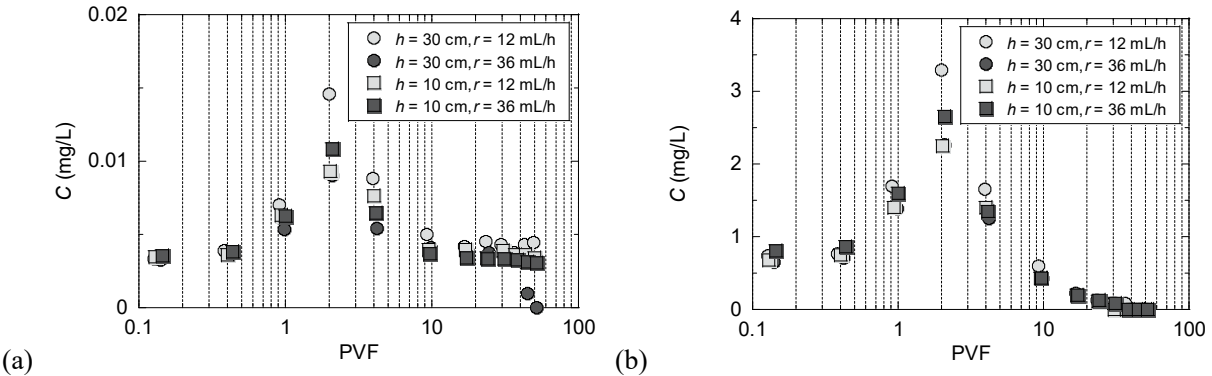 0.02
h = 30 cm, r = 12 mL/h
h = 30 cm, r = 36 mL/h
h = 10 cm, r = 12 mL/h
h = 10 cm, r = 36 mL/h
0.01
C (mg/L)
0
0.1 1 10 100
PVF
(a)
4
h = 30 cm, r = 12 mL/h
h = 30 cm, r = 36 mL/h
h = 10 cm, r = 12 mL/h
h = 10 cm, r = 36 mL/h
3
2
C (mg/L)
1
0
0.1 1 10 100
PVF
(b)